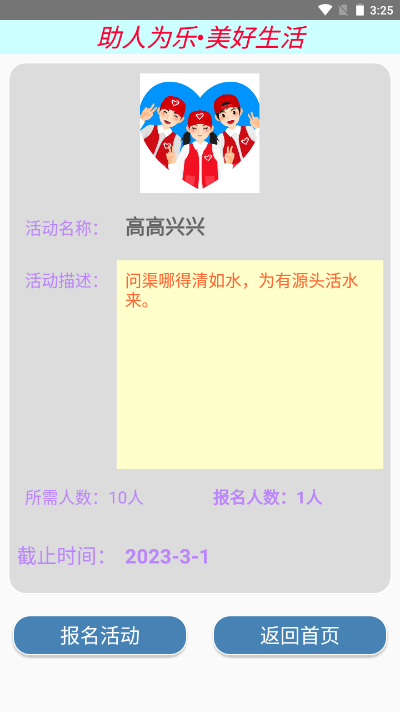 3:25
助人为乐•美好生活
活动名称： 高高兴兴
活动描述： 问渠哪得清如水，为有源头活水
来。
所需人数：10人 报名人数：1人
截止时间： 2023-3-1
报名活动 返回首页